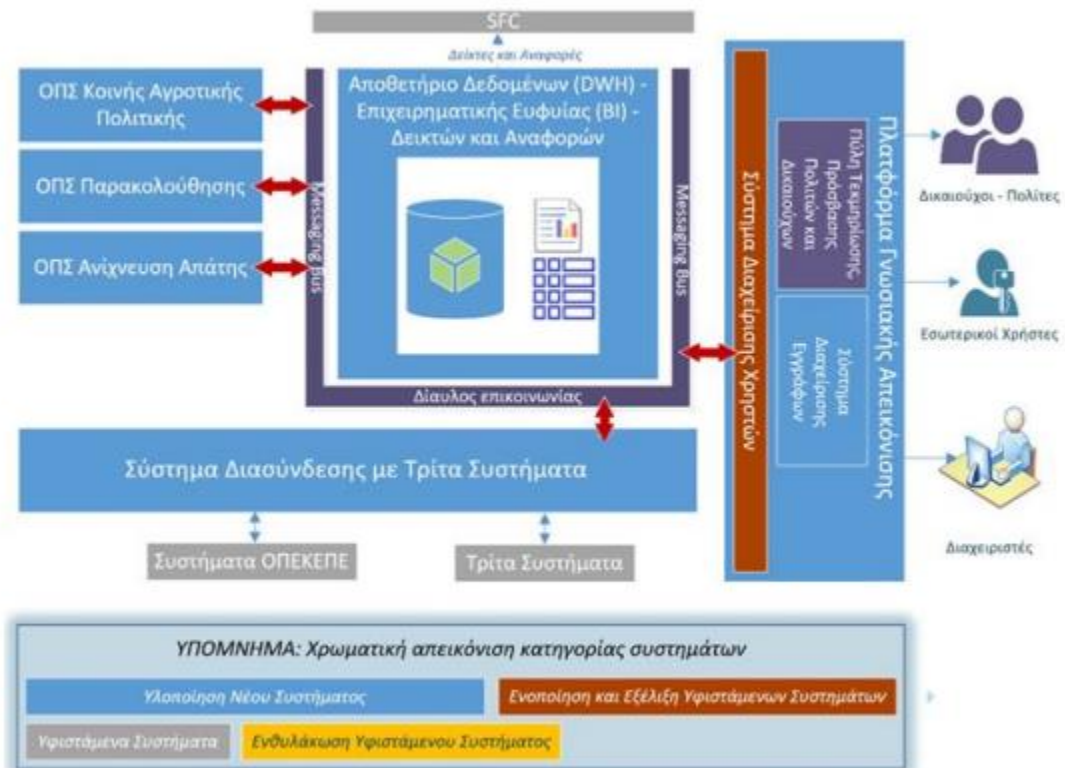 SFC
Δείκτες και Αναφορές
ΟΠΣ Κοινής Αγροτικής
Πολιτικής
ΟΠΣ Παρακολούθησης
ΟΠΣ Ανίχνευση Απάτης
Messaging Bus
Αποθετήριο Δεδομένων (DWH) -
Επιχειρηματικής Ευφυίας (BI) -
Δεικτών και Αναφορών
Messaging Bus
Δίαυλος επικοινωνίας
Σύστημα Διασύνδεσης με Τρίτα Συστήματα
Συστήματα ΟΠΕΚΕΠΕ
Τρίτα Συστήματα
Σύστημα Διαχείρισης Χρηστών
Πύλη Τεκμηρίωσης,
Πρόσβασης
Πολιτών και
Δικαιούχων
Σύστημα
Διαχείρισης
Εγγράφων
Πλατφόρμα Γνωσιακής Απεικόνισης
Δικαιούχοι - Πολίτες
Εσωτερικοί Χρήστες
Διαχειριστές
ΥΠΟΜΝΗΜΑ: Χρωματική απεικόνιση κατηγορίας συστημάτων
Υλοποίηση Νέου Συστήματος
Ενοποίηση και Εξέλιξη Υφιστάμενων Συστημάτων
Υφιστάμενα Συστήματα
Ενθυλάκωση Υφιστάμενου Συστήματος